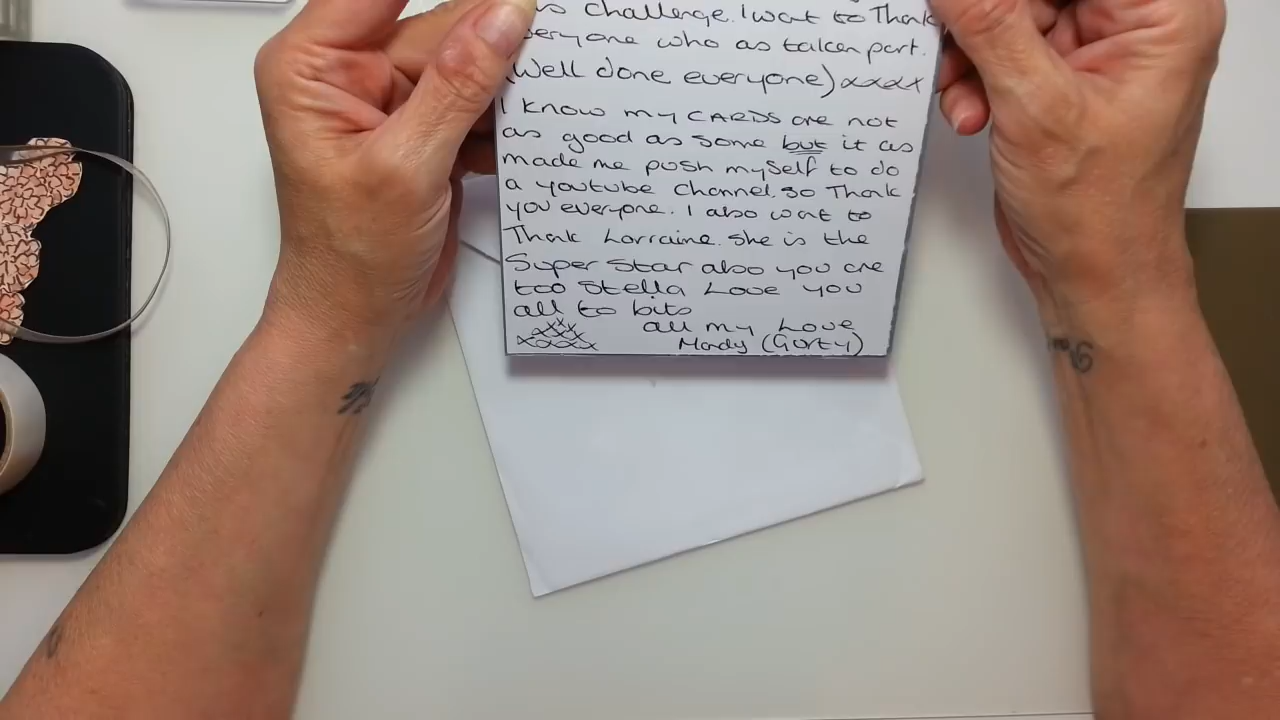 challenge. I wat to Thank
everyone who as taken part.
(Well done everyone) xxxx
I know my CARDS are not
as good as some but it as
made me push myself to do
a youtube channel. so Thank
you everyone. I also wat to
Thank Lorraine. she is the
Super Star also you are
too Stella Love you
all to bits
all my Love
Mandy (Gorty)